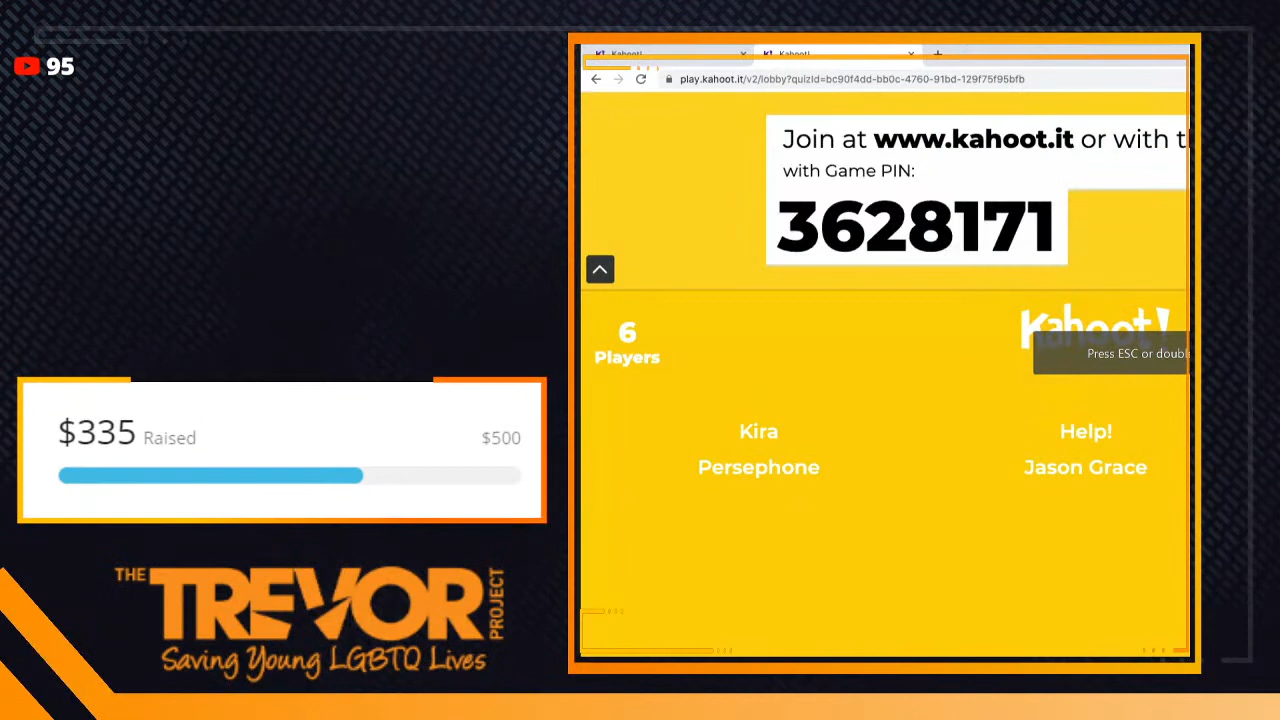 95
Kahoot!
Kahoot!
play.kahoot.it/v2/lobby?quizId=bc90f4dd-bb0c-4760-91bd-129f75f95bfb
Join at www.kahoot.it or with t
with Game PIN:
3628171
6
Players
Kahoot!
Press ESC or doubl
Kira
Help!
Persephone
Jason Grace
$335 Raised
$500
THE TREVOR PROJECT
Saving Young LGBTQ Lives